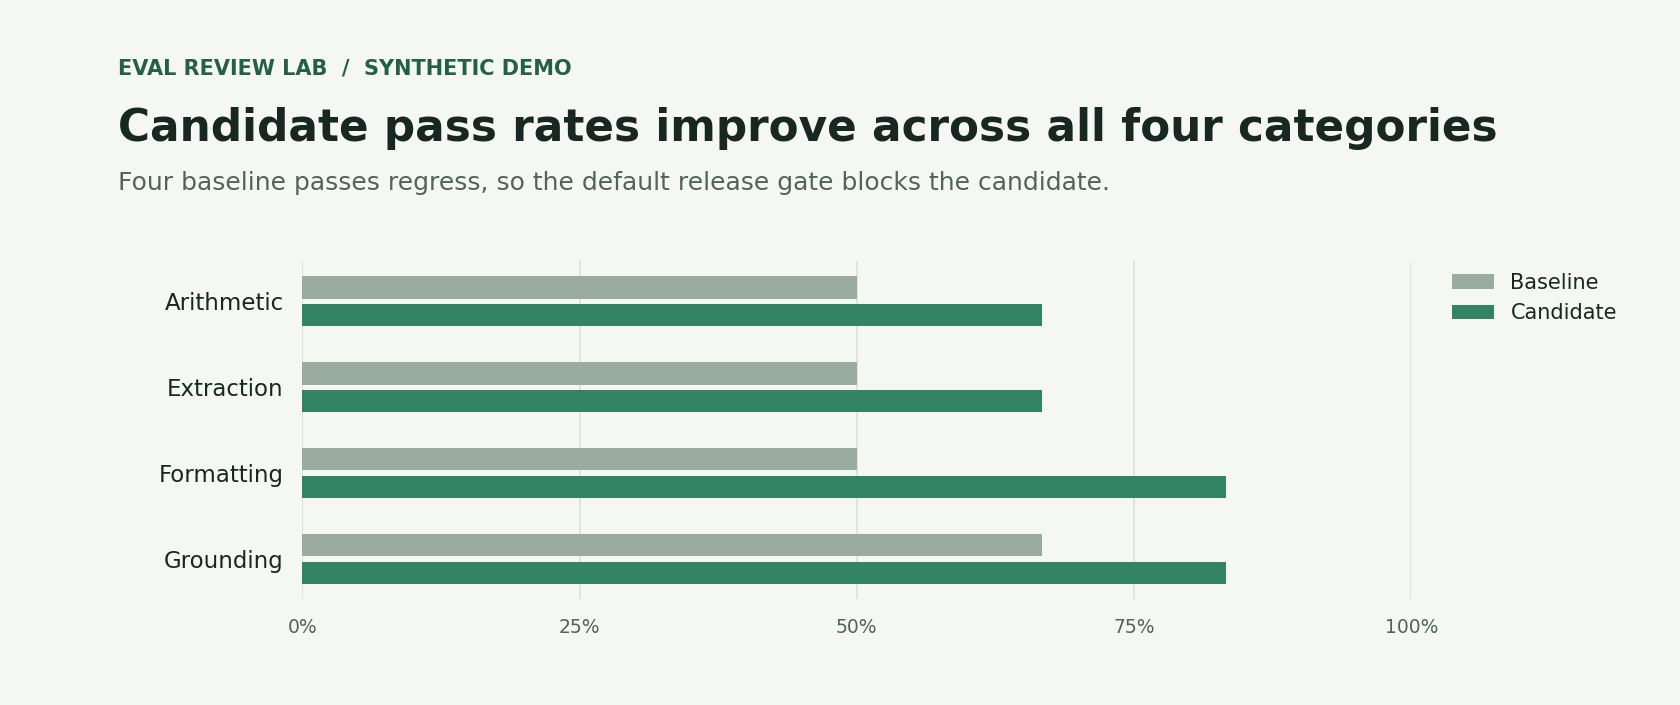 EVAL REVIEW LAB / SYNTHETIC DEMO
Candidate pass rates improve across all four categories
Four baseline passes regress, so the default release gate blocks the candidate.
Baseline
Candidate
Arithmetic
Extraction
Formatting
Grounding
0% 25% 50% 75% 100%